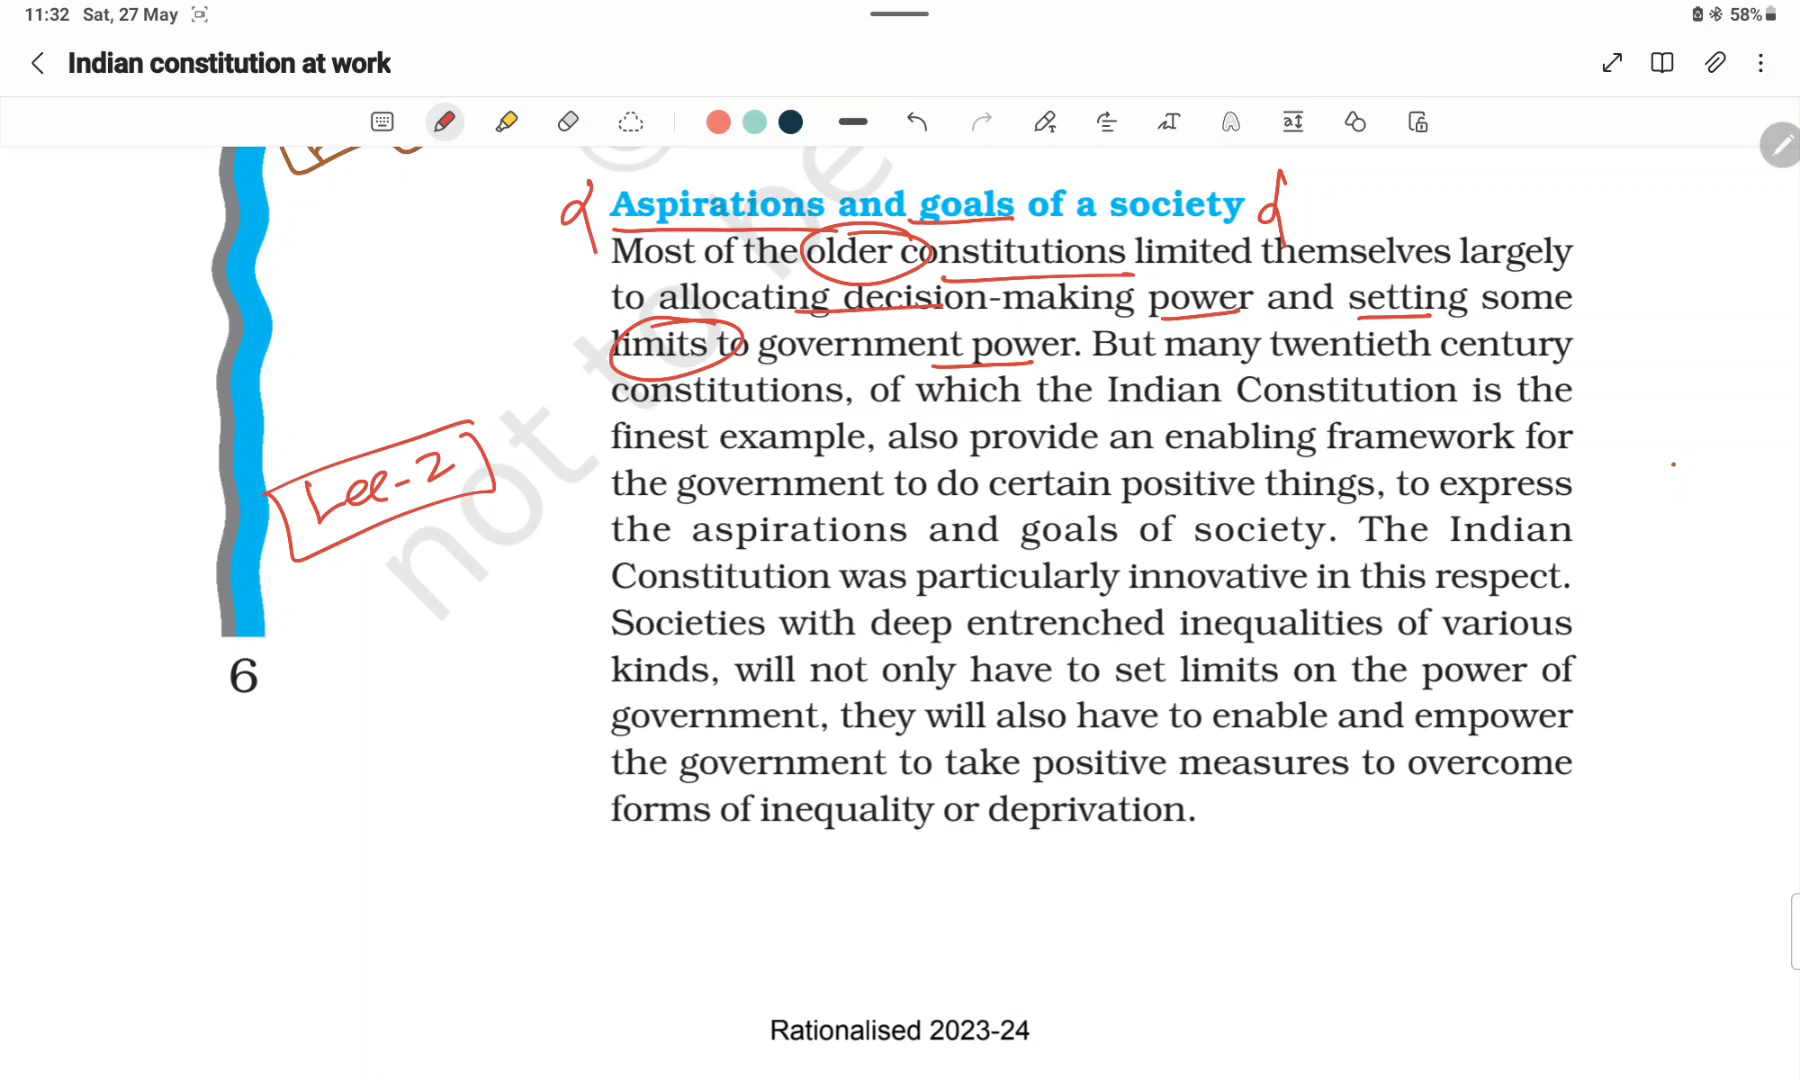 11:32 Sat, 27 May 58%
Indian constitution at work
Aspirations and goals of a society
Most of the older constitutions limited themselves largely
to allocating decision-making power and setting some
limits to government power. But many twentieth century
constitutions, of which the Indian Constitution is the
finest example, also provide an enabling framework for
the government to do certain positive things, to express
the aspirations and goals of society. The Indian
Constitution was particularly innovative in this respect.
Societies with deep entrenched inequalities of various
kinds, will not only have to set limits on the power of
government, they will also have to enable and empower
the government to take positive measures to overcome
forms of inequality or deprivation.
Lec-2
not to
6
Rationalised 2023-24